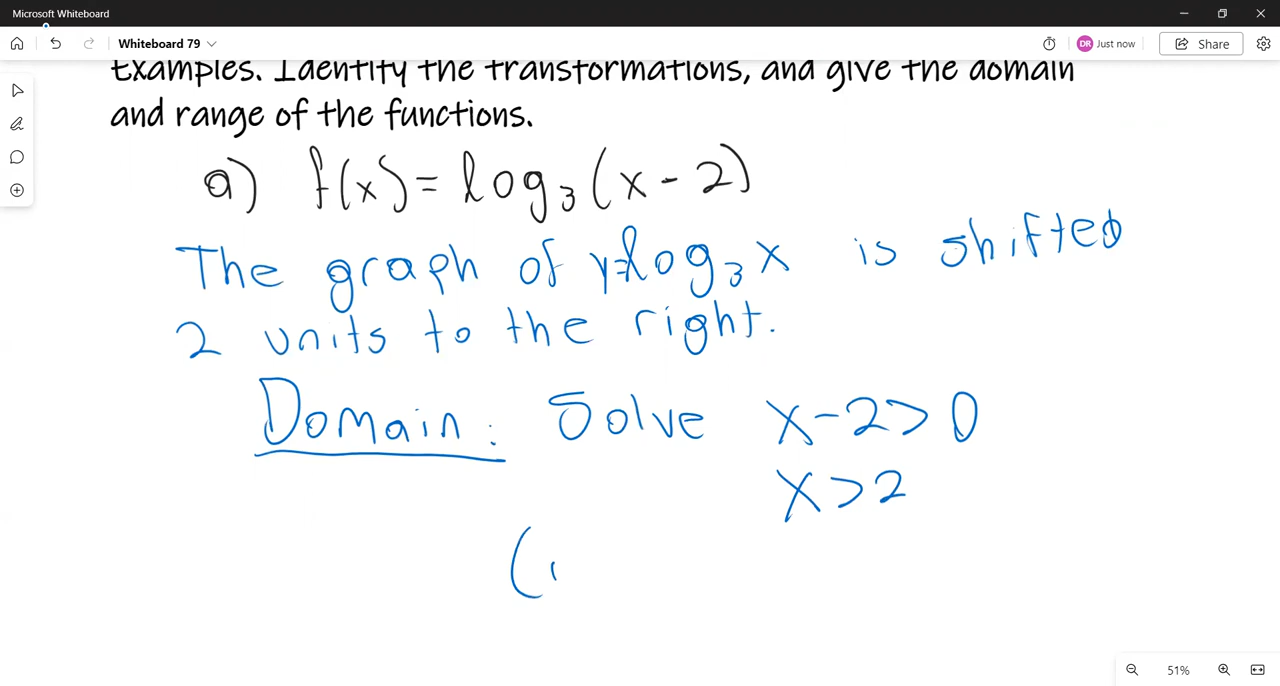 Microsoft Whiteboard
Whiteboard 79
DR Just now
Share
Examples. Identify the transformations, and give the domain
and range of the functions.
a) f(x) = log₃(x - 2)
The graph of y=log₃x is shifted
2 units to the right.
Domain: Solve x-2>0
x>2
(
51%